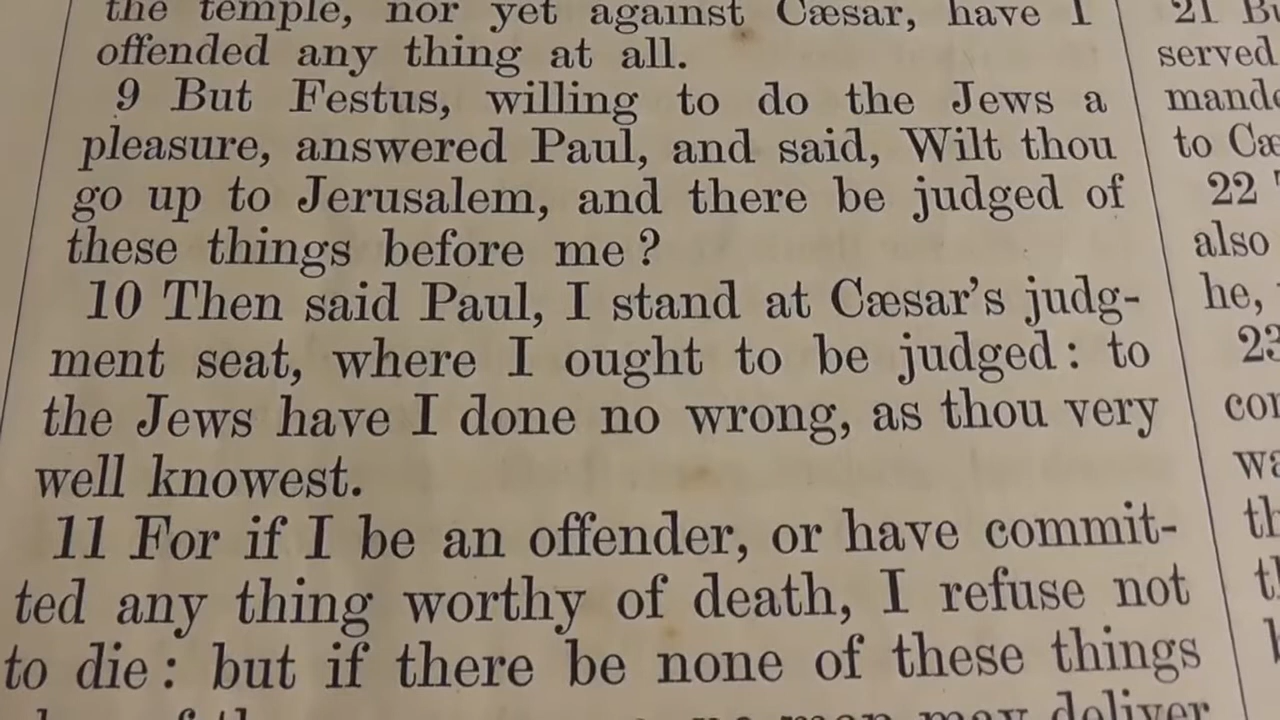 the temple, nor yet against Cæsar, have I
offended any thing at all.
9 But Festus, willing to do the Jews a
pleasure, answered Paul, and said, Wilt thou
go up to Jerusalem, and there be judged of
these things before me?
10 Then said Paul, I stand at Cæsar's judg-
ment seat, where I ought to be judged: to
the Jews have I done no wrong, as thou very
well knowest.
11 For if I be an offender, or have commit-
ted any thing worthy of death, I refuse not
to die: but if there be none of these things
no man may deliver
21
served
to
22
also
he,
23